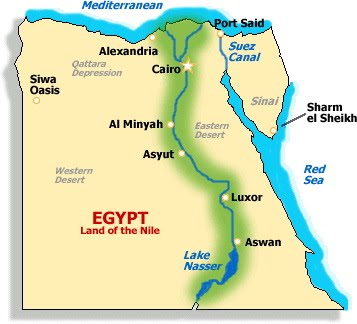 Mediterranean
Port Said
Alexandria
Suez
Canal
Qattara
Depression
Cairo
Siwa
Oasis
Sinai
Sharm
el Sheikh
Al Minyah
Eastern
Desert
Asyut
Western
Desert
Red
Sea
Luxor
EGYPT
Land of the Nile
Aswan
Lake
Nasser